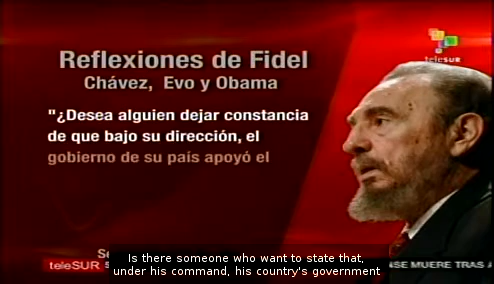 Reflexiones de Fidel
Chávez, Evo y Obama
teleSUR
"¿Desea alguien dejar constancia
de que bajo su dirección, el
gobierno de su país apoyó el
Is there someone who want to state that,
teleSUR
NSE MUERE TRAS A
under his command, his country's government